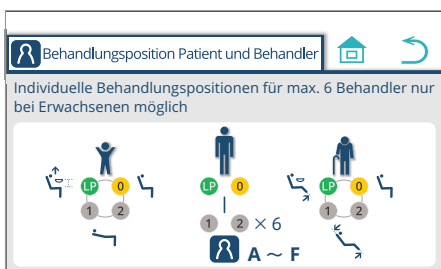 Behandlungsposition Patient und Behandler
Individuelle Behandlungspositionen für max. 6 Behandler nur
bei Erwachsenen möglich
LP 0
1 2
LP 0
1 2 × 6
A ~ F
LP 0
1 2